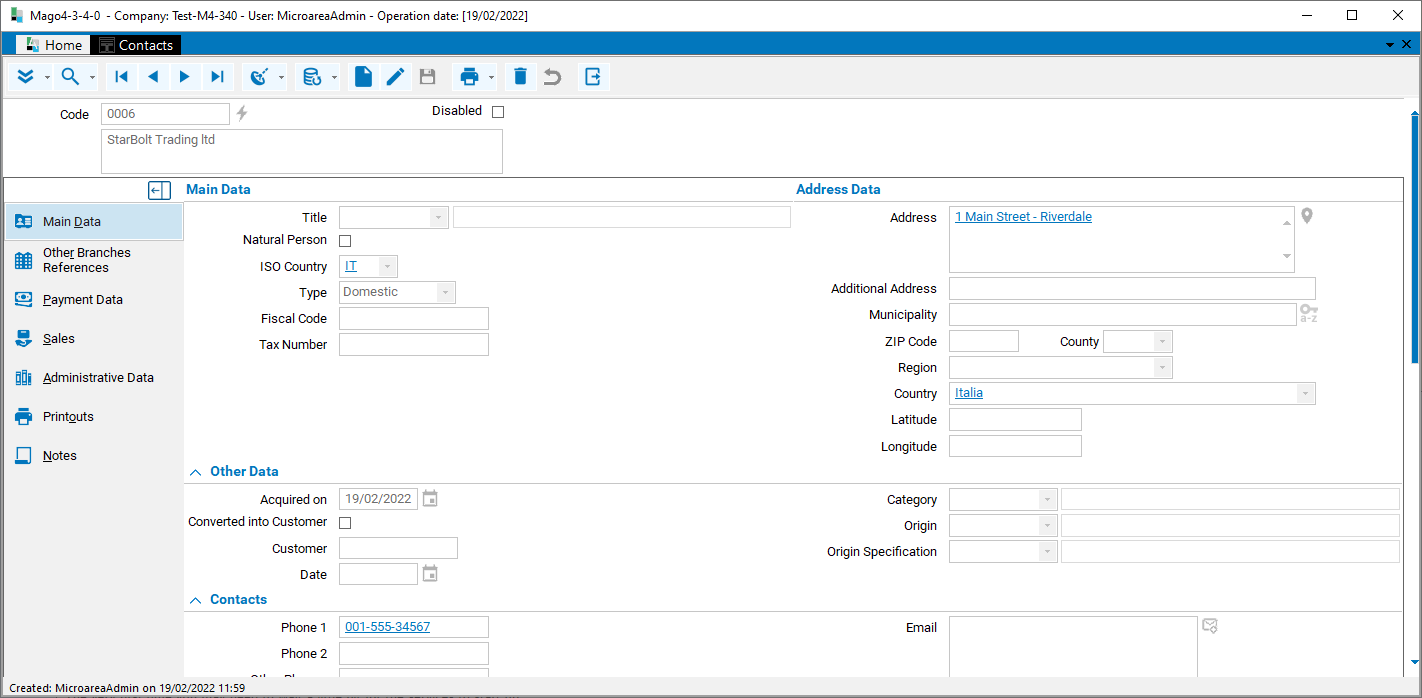 Mago4-3-4-0 - Company: Test-M4-340 - User: MicroareaAdmin - Operation date: [19/02/2022]
Home Contacts
Code 0006 Disabled
StarBolt Trading ltd
Main Data Address Data
Main Data
Other Branches
References
Payment Data
Sales
Administrative Data
Printouts
Notes
Title
Natural Person
ISO Country IT
Type Domestic
Fiscal Code
Tax Number
Address 1 Main Street - Riverdale
Additional Address
Municipality a-z
ZIP Code County
Region
Country Italia
Latitude
Longitude
Other Data
Acquired on 19/02/2022
Converted into Customer
Customer
Date
Category
Origin
Origin Specification
Contacts
Phone 1 001-555-34567
Phone 2
Email
Created: MicroareaAdmin on 19/02/2022 11:59